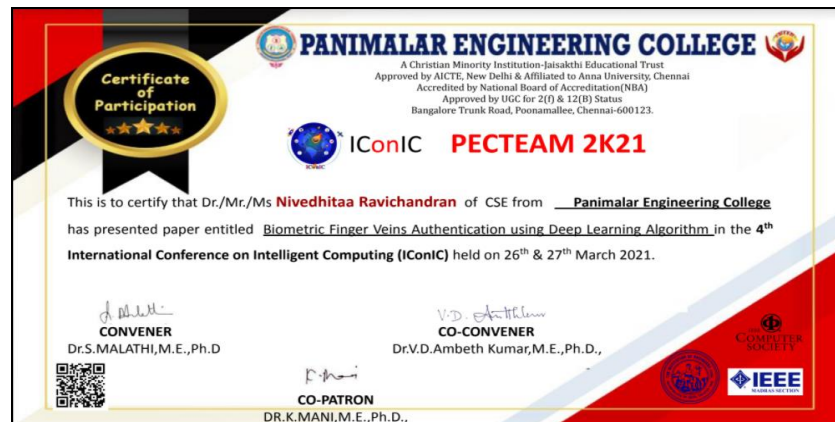 PANIMALAR ENGINEERING COLLEGE
A Christian Minority Institution-Jaisakthi Educational Trust
Approved by AICTE, New Delhi & Affiliated to Anna University, Chennai
Accredited by National Board of Accreditation(NBA)
Approved by UGC for 2(f) & 12(B) Status
Bangalore Trunk Road, Poonamallee, Chennai-600123.
Certificate
of
Participation
IConIC PECTEAM 2K21
This is to certify that Dr./Mr./Ms Nivedhitaa Ravichandran of CSE from Panimalar Engineering College
has presented paper entitled Biometric Finger Veins Authentication using Deep Learning Algorithm in the 4th
International Conference on Intelligent Computing (IConIC) held on 26th & 27th March 2021.
CONVENER
Dr.S.MALATHI,M.E.,Ph.D
CO-CONVENER
Dr.V.D.Ambeth Kumar,M.E.,Ph.D.,
CO-PATRON
DR.K.MANI,M.E.,Ph.D.,
COMPUTER
SOCIETY
IEEE
MADRAS SECTION